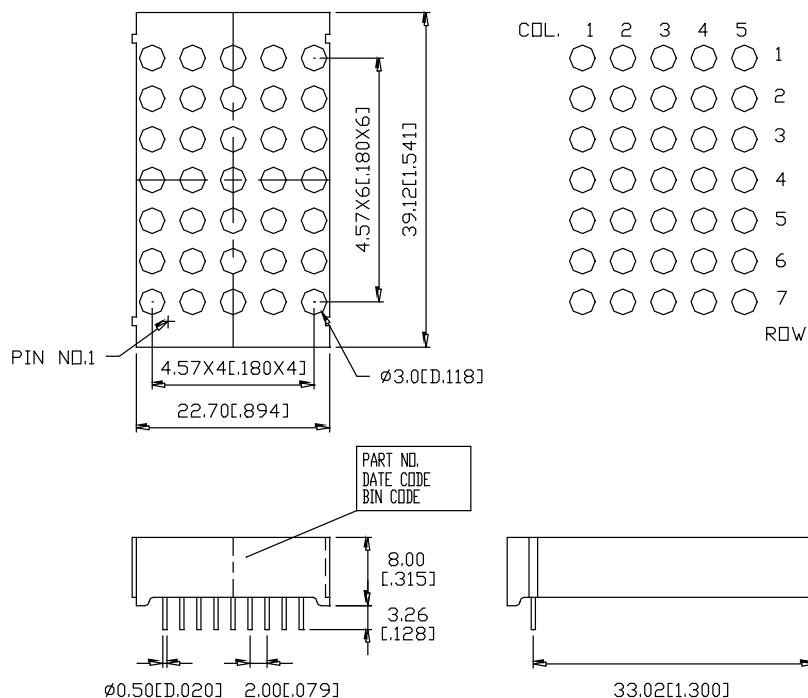 COL. 1 2 3 4 5
1
2
3
4
5
6
7
ROW
4.57X6[.180X6]
39.12[1.541]
PIN NO.1
4.57X4[.180X4]
Ø3.0[D.118]
22.70[.894]
PART NO.
DATE CODE
BIN CODE
8.00
[.315]
3.26
[.128]
Ø0.50[D.020]
2.00[.079]
33.02[1.300]